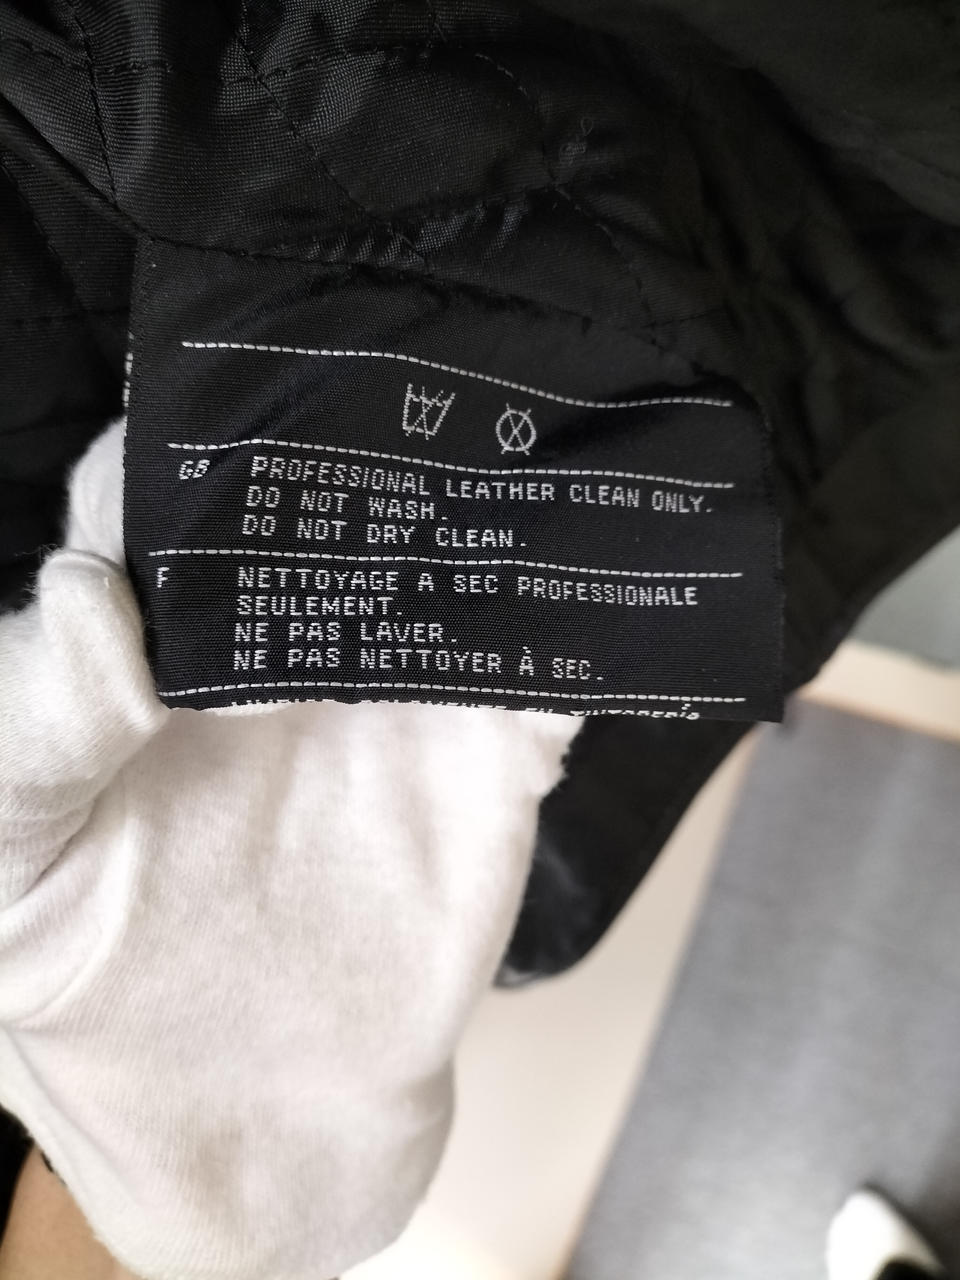 GB PROFESSIONAL LEATHER CLEAN ONLY.
DO NOT WASH.
DO NOT DRY CLEAN.
F NETTOYAGE A SEC PROFESSIONALE
SEULEMENT.
NE PAS LAVER.
NE PAS NETTOYER À SEC.